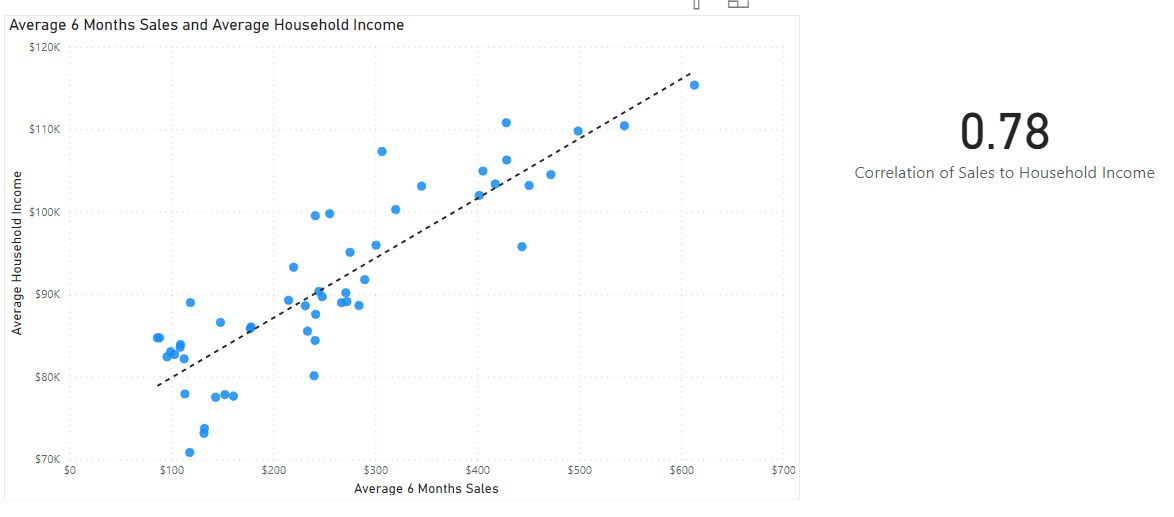 Average 6 Months Sales and Average Household Income
$120K
$110K
$100K
$90K
$80K
$70K
Average Household Income
$0 $100 $200 $300 $400 $500 $600 $700
Average 6 Months Sales
0.78
Correlation of Sales to Household Income